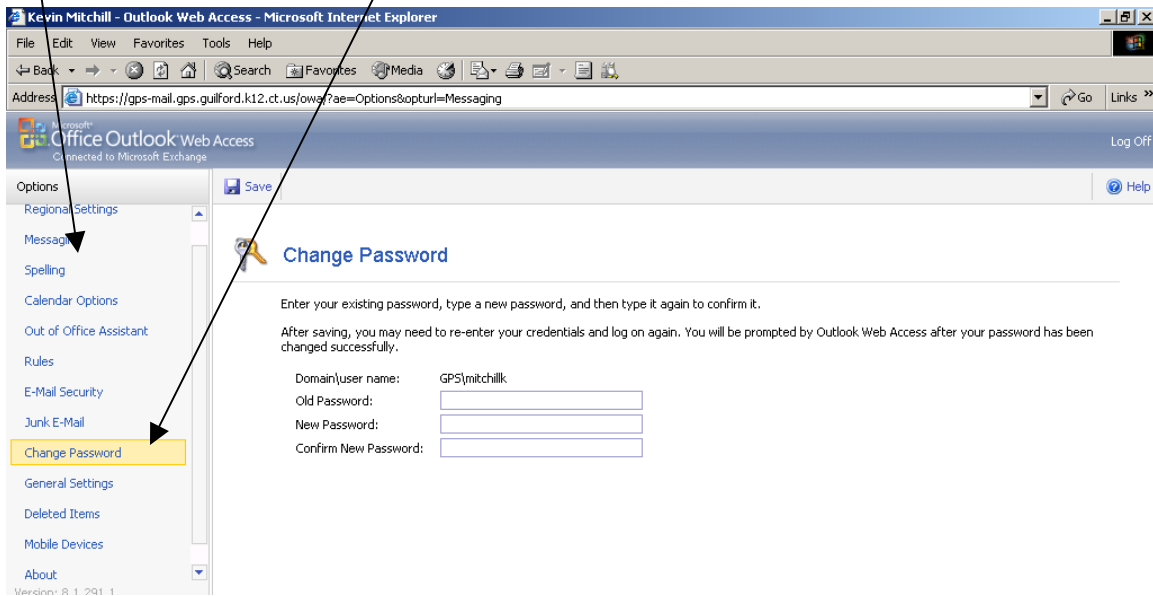 Kevin Mitchill - Outlook Web Access - Microsoft Internet Explorer
File Edit View Favorites Tools Help
Back Search Favorites Media
Address https://gps-mail.gps.guilford.k12.ct.us/owa/?ae=Options&opturl=Messaging Go Links »
Microsoft
Office Outlook Web Access Log Off
Connected to Microsoft Exchange
Options Save Help
Regional Settings
Messaging
Spelling
Calendar Options
Out of Office Assistant
Rules
E-Mail Security
Junk E-Mail
Change Password
General Settings
Deleted Items
Mobile Devices
About
Version: 8.1.291.1
Change Password
Enter your existing password, type a new password, and then type it again to confirm it.
After saving, you may need to re-enter your credentials and log on again. You will be prompted by Outlook Web Access after your password has been
changed successfully.
Domain\user name: GPS\mitchillk
Old Password:
New Password:
Confirm New Password: